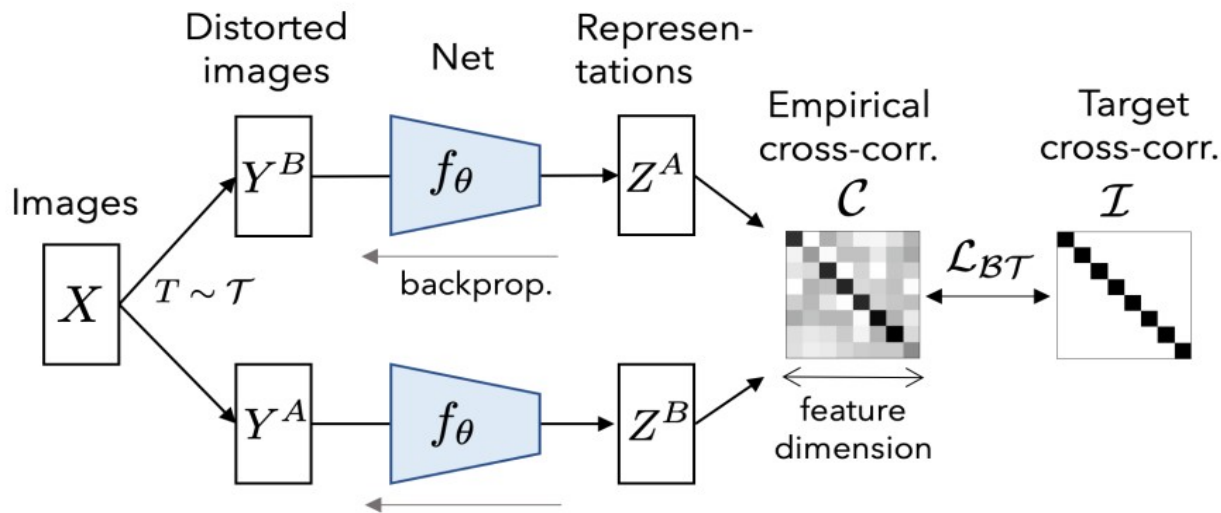 Distorted
images
Net
Represen-
tations
Images
Empirical
cross-corr.
C
Target
cross-corr.
I
Y^B
f_θ
Z^A
X
T ~ T
backprop.
L_BT
Y^A
f_θ
Z^B
feature
dimension